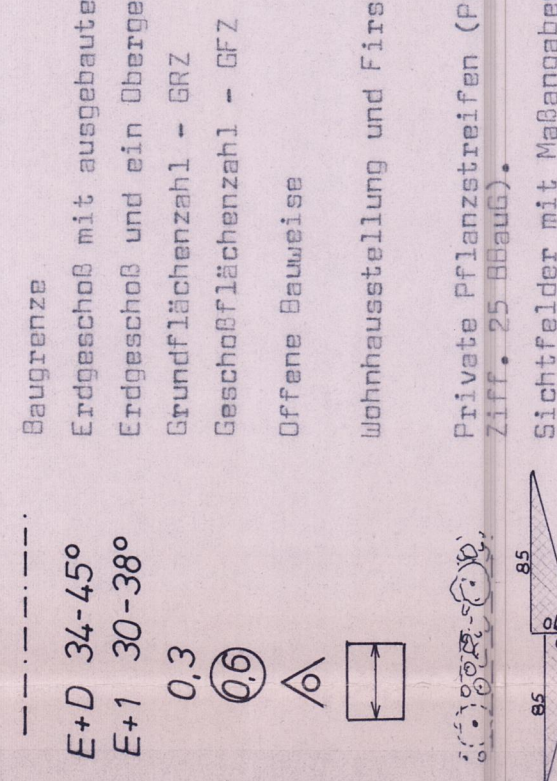 Baugrenze
E+D 34-45° Erdgeschoß mit ausgebaute
E+1 30-38° Erdgeschoß und ein Oberge
0,3 Grundflächenzahl - GRZ
0,6 Geschoßflächenzahl - GFZ
o Offene Bauweise
Wohnhausstellung und Firs
Private Pflanzstreifen (P
Ziff. 25 BBauG).
85 Sichtfelder mit Maßangabe
85